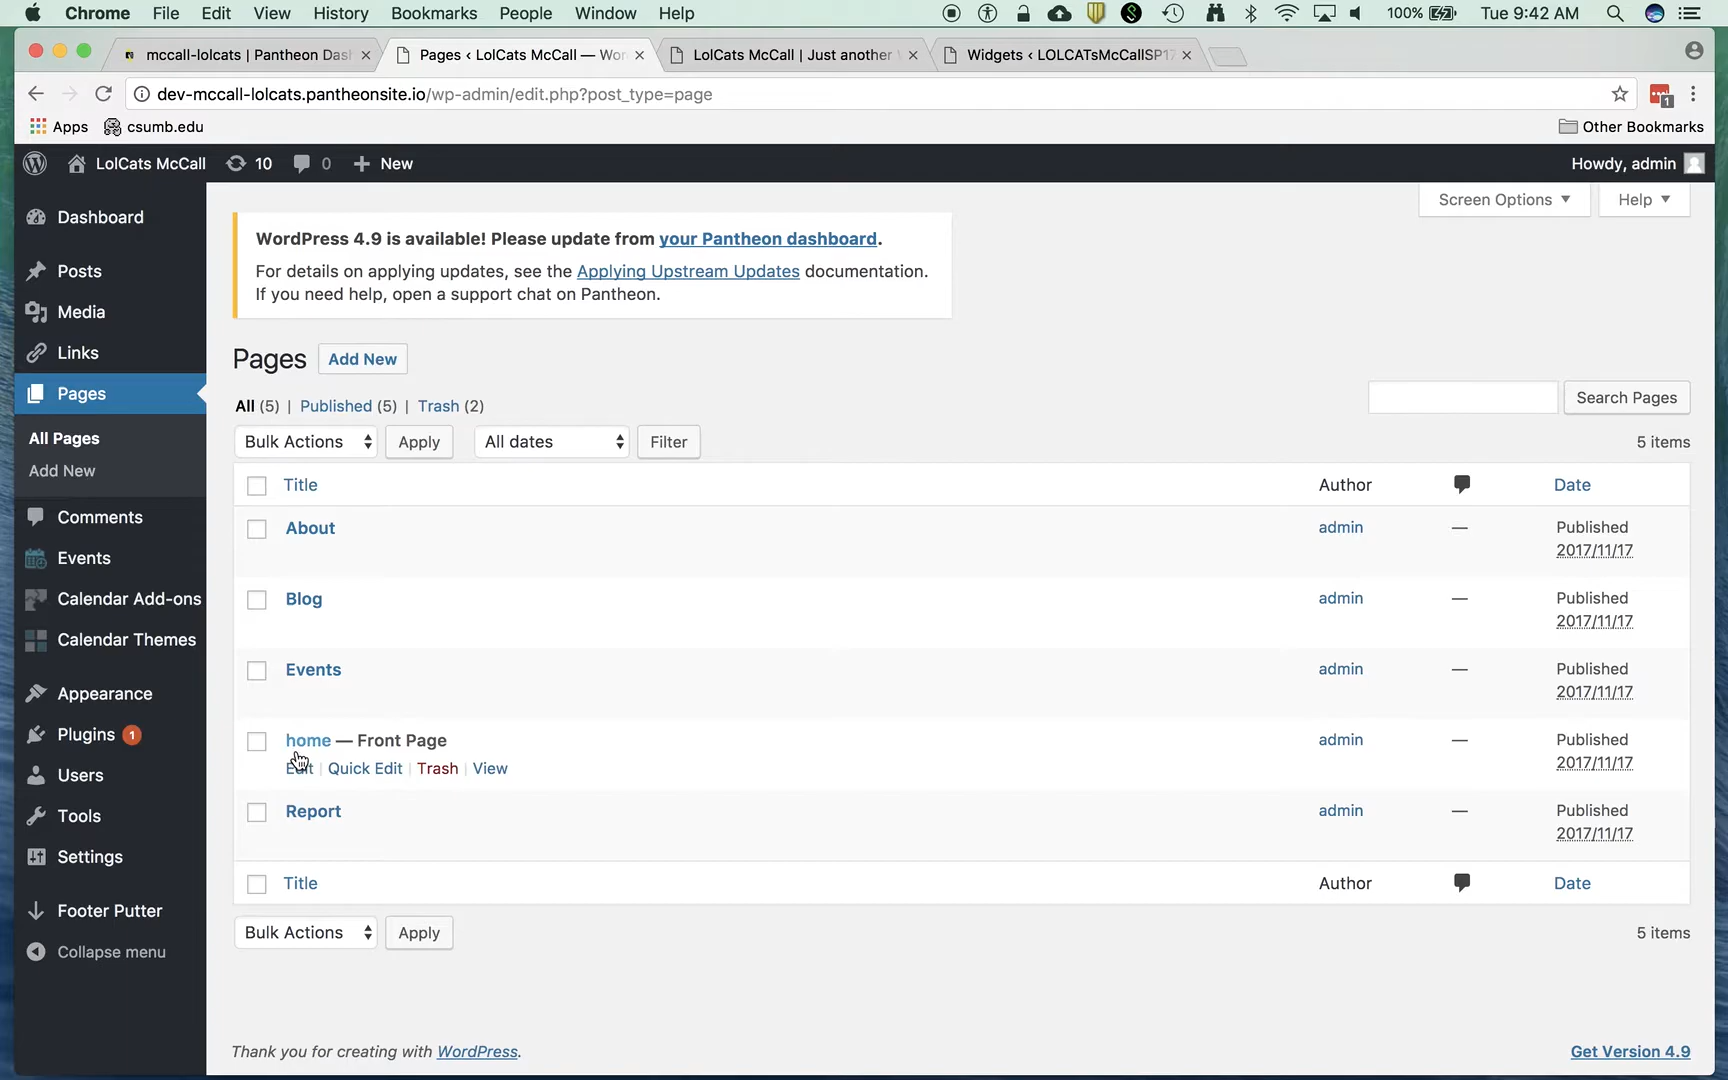 Chrome File Edit View History Bookmarks People Window Help 100% Tue 9:42 AM
mccall-lolcats | Pantheon Das
Pages ‹ LolCats McCall — Wor
LolCats McCall | Just another
Widgets ‹ LOLCATsMcCallSP17
dev-mccall-lolcats.pantheonsite.io/wp-admin/edit.php?post_type=page
1
Apps csumb.edu Other Bookmarks
LolCats McCall 10 0 + New Howdy, admin
Screen Options Help
Dashboard
Posts
Media
Links
Pages
All Pages
Add New
Comments
Events
Calendar Add-ons
Calendar Themes
Appearance
Plugins 1
Users
Tools
Settings
Footer Putter
Collapse menu
WordPress 4.9 is available! Please update from your Pantheon dashboard.
For details on applying updates, see the Applying Upstream Updates documentation.
If you need help, open a support chat on Pantheon.
Pages Add New
Search Pages
All (5) | Published (5) | Trash (2)
Bulk Actions Apply All dates Filter 5 items
Title Author Date
About admin — Published
2017/11/17
Blog admin — Published
2017/11/17
Events admin — Published
2017/11/17
home — Front Page admin — Published
Edit | Quick Edit | Trash | View 2017/11/17
Report admin — Published
2017/11/17
Title Author Date
Bulk Actions Apply 5 items
Thank you for creating with WordPress. Get Version 4.9